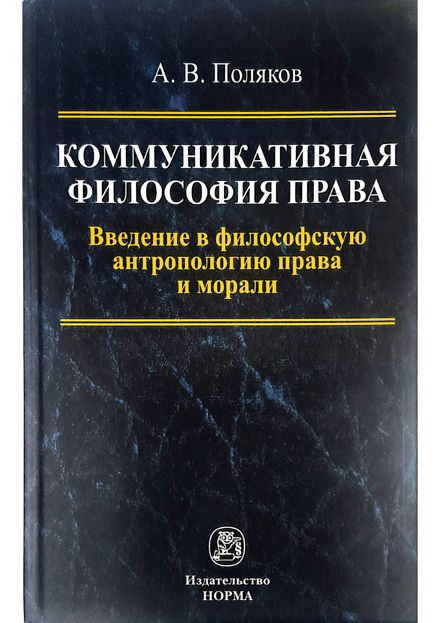 А. В. Поляков
КОММУНИКАТИВНАЯ
ФИЛОСОФИЯ ПРАВА
Введение в философскую
антропологию права
и морали
Издательство
НОРМА